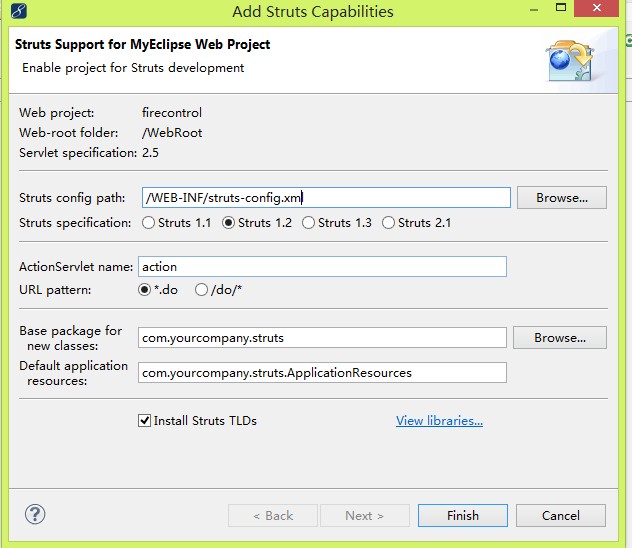 Add Struts Capabilities
Struts Support for MyEclipse Web Project
Enable project for Struts development
Web project: firecontrol
Web-root folder: /WebRoot
Servlet specification: 2.5
Struts config path: /WEB-INF/struts-config.xml Browse...
Struts specification: Struts 1.1 Struts 1.2 Struts 1.3 Struts 2.1
ActionServlet name: action
URL pattern: *.do /do/*
Base package for
new classes: com.yourcompany.struts Browse...
Default application
resources: com.yourcompany.struts.ApplicationResources
Install Struts TLDs View libraries...
? < Back Next > Finish Cancel